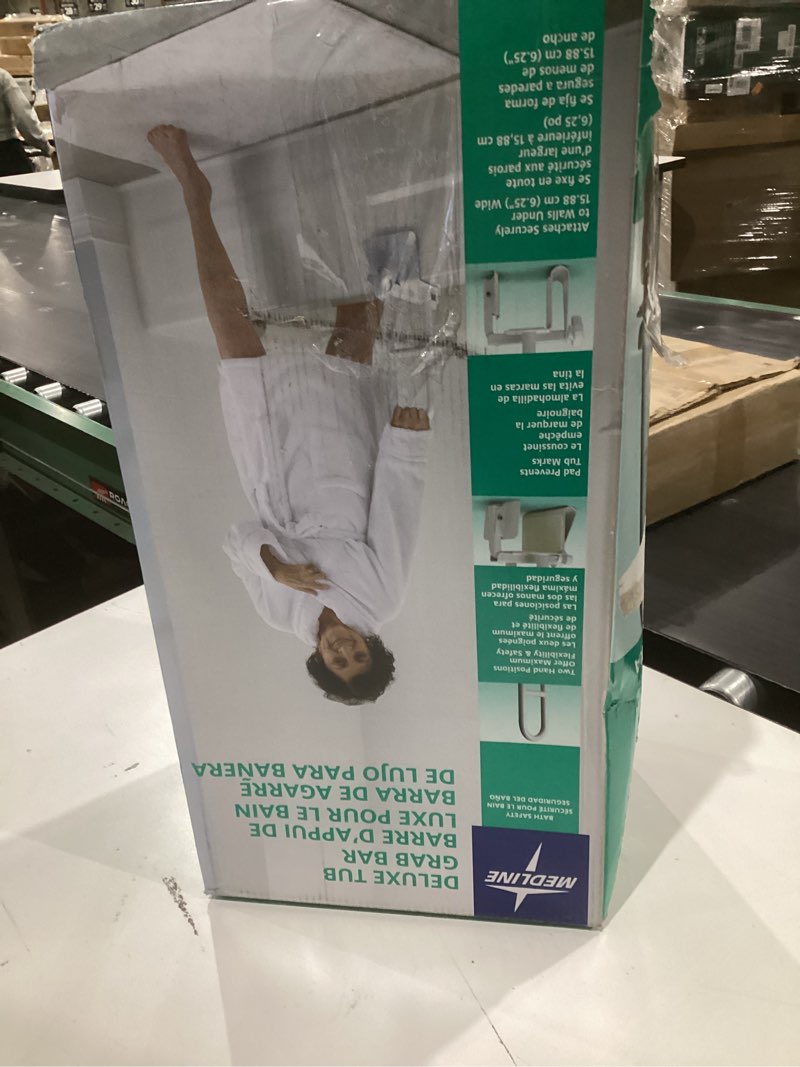 DELUXE TUB
GRAB BAR
BARRE D'APPUI DE
LUXE POUR LE BAIN
BARRA DE AGARRE
DE LUJO PARA BAÑERA
MEDLINE
BATH SAFETY
SÉCURITÉ POUR LE BAIN
SEGURIDAD DEL BAÑO
Two Hand Positions
Offer Maximum
Flexibility & Safety
Les deux poignées
offrent le maximum
de flexibilité et
de sécurité
Las posiciones para
las dos manos ofrecen
máxima flexibilidad
y seguridad
Pad Prevents
Tub Marks
Le coussinet
empêche
de marquer la
baignoire
La almohadilla de
evita las marcas en
la tina
Attaches Securely
to Walls Under
15.88 cm (6.25") Wide
Se fixe en toute
sécurité aux parois
d'une largeur
inférieure à 15,88 cm
(6.25 po)
Se fija de forma
segura a paredes
de menos de
15.88 cm (6.25")
de ancho